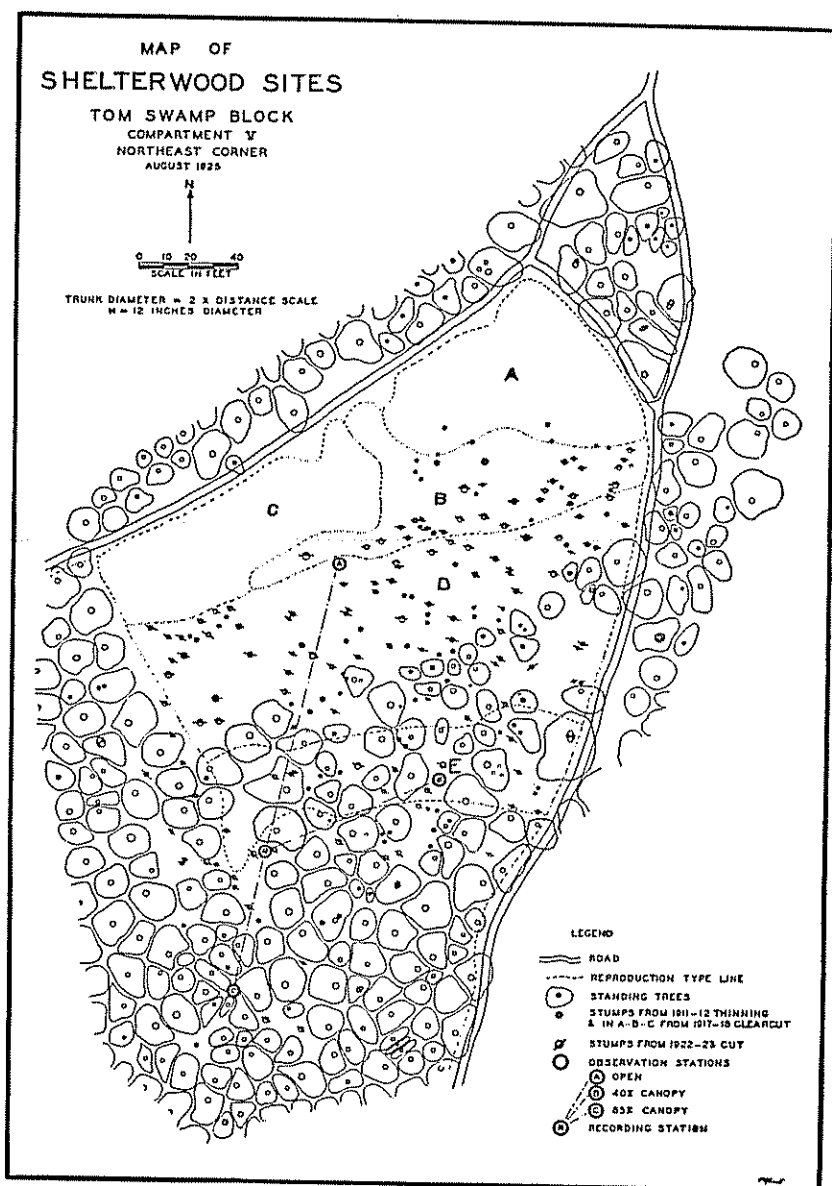 MAP OF
SHELTERWOOD SITES
TOM SWAMP BLOCK
COMPARTMENT V
NORTHEAST CORNER
AUGUST 1925
N
0 10 20 40
SCALE IN FEET
TRUNK DIAMETER = 2 X DISTANCE SCALE
= 12 INCHES DIAMETER
A
B
C
A
D
E
R
C
LEGEND
ROAD
REPRODUCTION TYPE LINE
STANDING TREES
STUMPS FROM 1911-12 THINNING
& IN A-B-C FROM 1917-18 CLEARCUT
STUMPS FROM 1922-23 CUT
OBSERVATION STATIONS
A OPEN
B 40% CANOPY
C 85% CANOPY
R RECORDING STATION